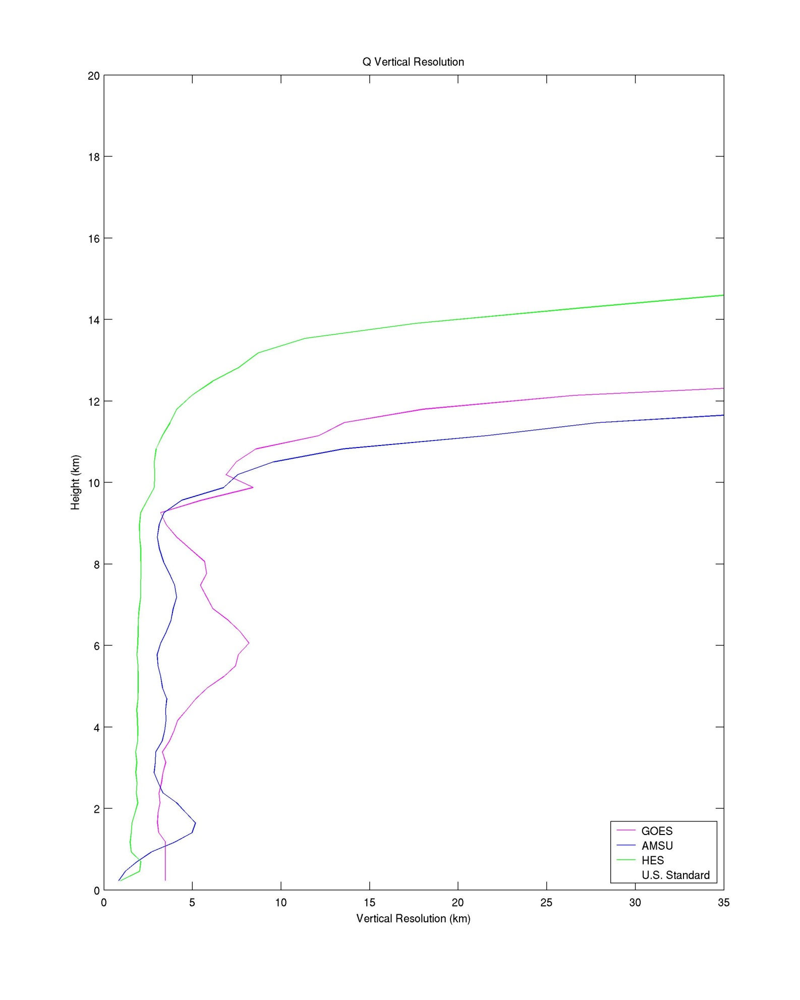 Q Vertical Resolution
20
18
16
14
12
10
8
6
4
2
0
Height (km)
0 5 10 15 20 25 30 35
Vertical Resolution (km)
GOES
AMSU
HES
U.S. Standard